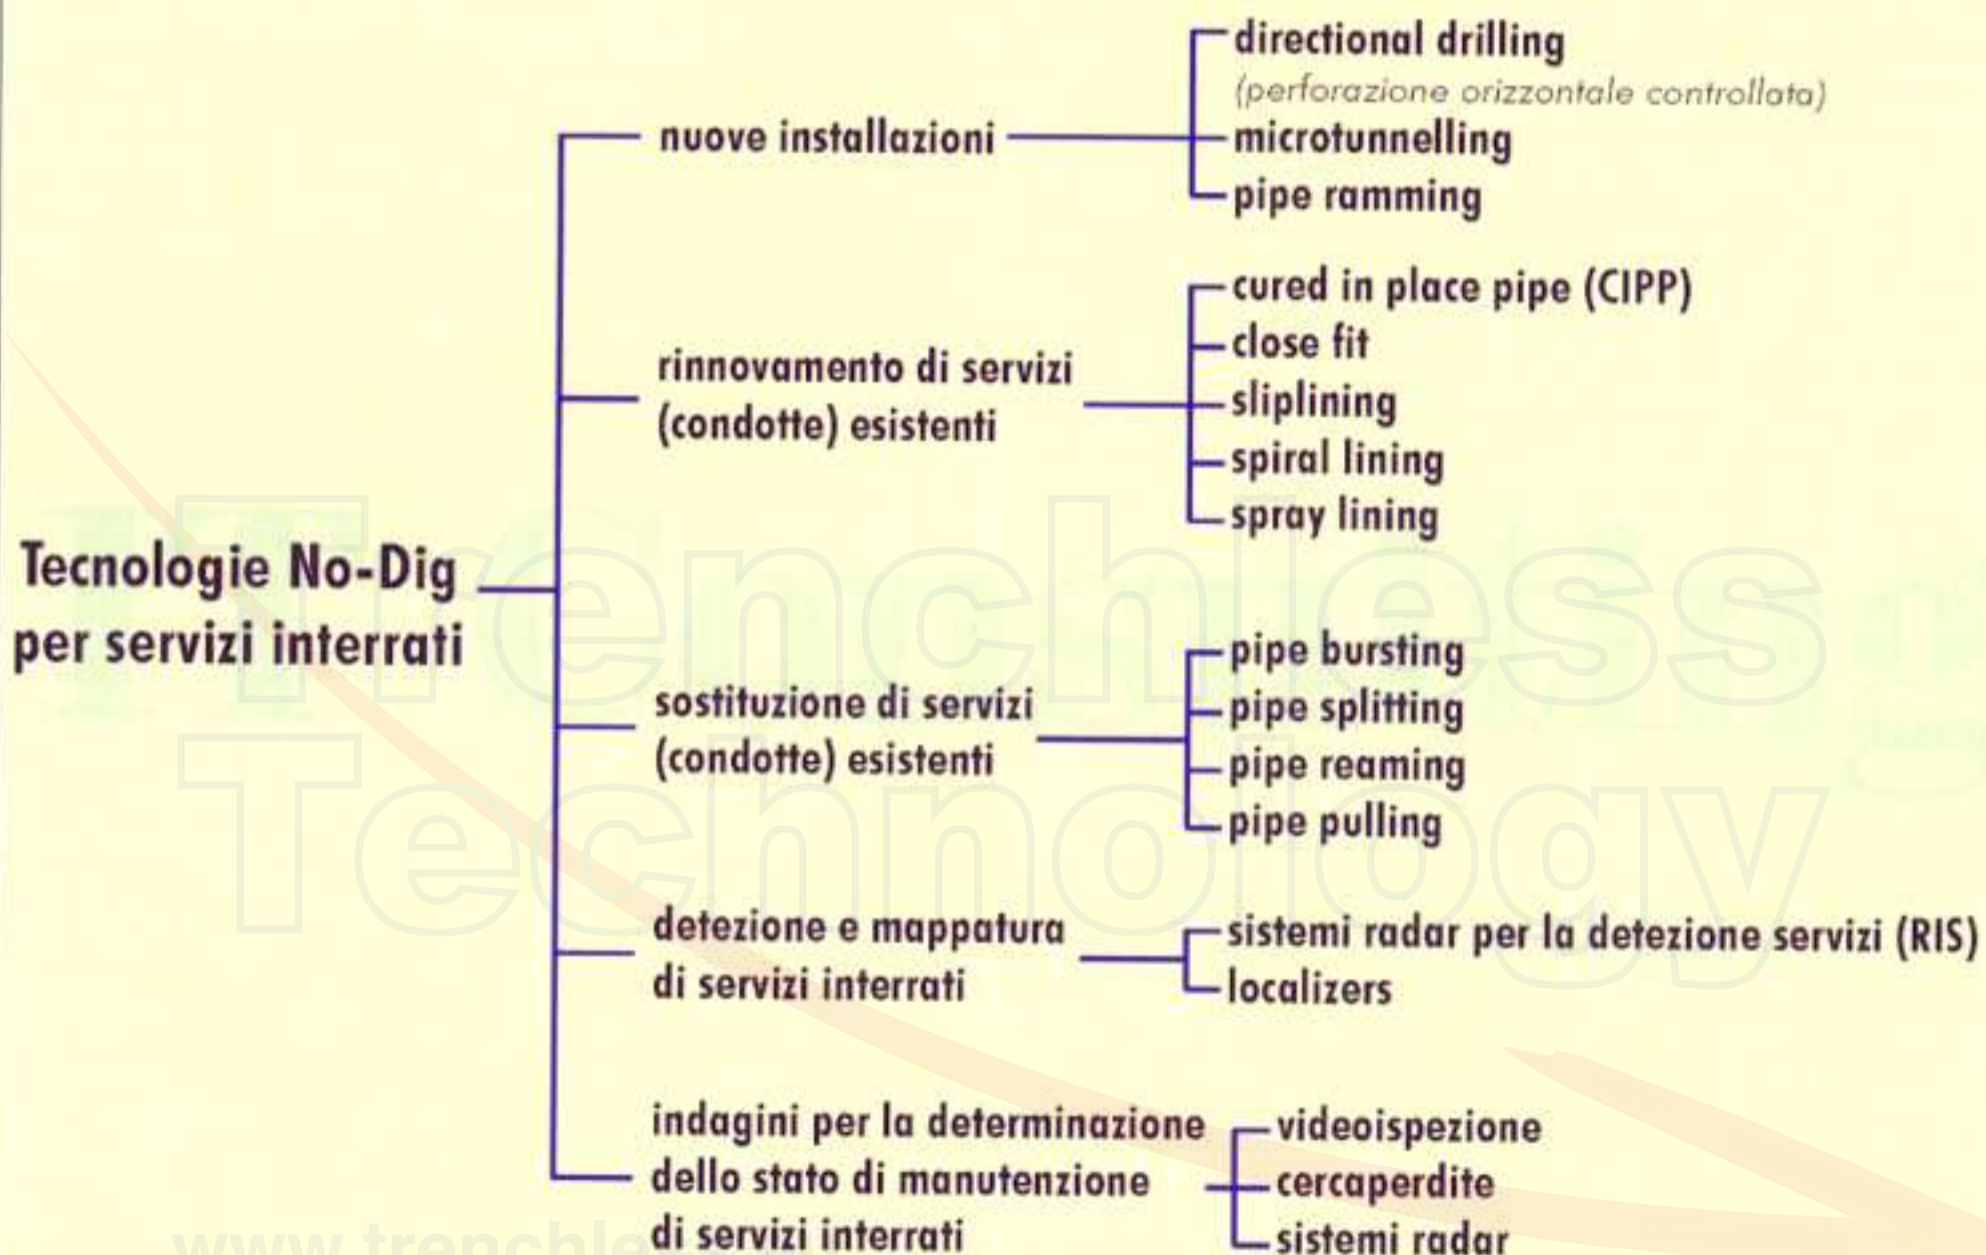 Tecnologie No-Dig
per servizi interrati
nuove installazioni
directional drilling
(perforazione orizzontale controllata)
microtunnelling
pipe ramming
rinnovamento di servizi
(condotte) esistenti
cured in place pipe (CIPP)
close fit
sliplining
spiral lining
spray lining
sostituzione di servizi
(condotte) esistenti
pipe bursting
pipe splitting
pipe reaming
pipe pulling
detezione e mappatura
di servizi interrati
sistemi radar per la detezione servizi (RIS)
localizers
indagini per la determinazione
dello stato di manutenzione
di servizi interrati
videoispezione
cercaperdite
sistemi radar
Trenchless
Technology